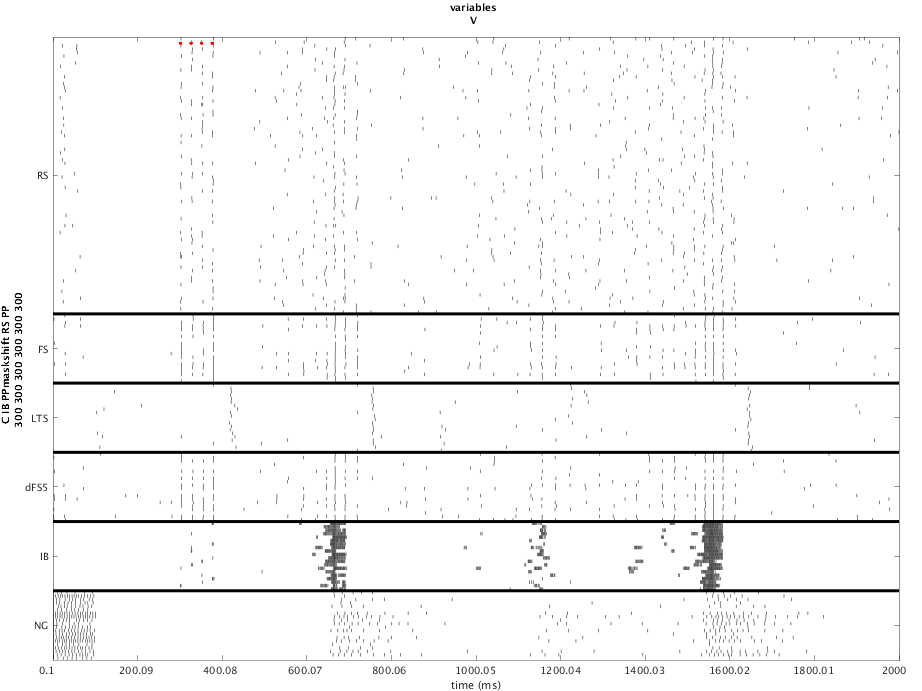 variables
V
C IB PPmaskshift RS PP
300 300 300 300 300 300
RS
FS
LTS
dFS5
IB
NG
0.1 200.09 400.08 600.07 800.06 1000.05 1200.04 1400.03 1600.02 1800.01 2000
time (ms)